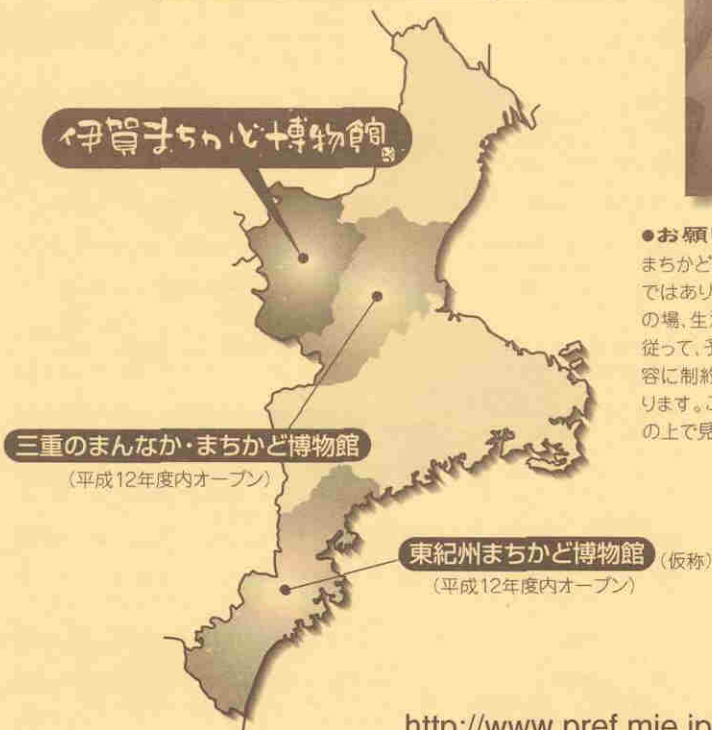 伊賀まちかど博物館
三重のまんなか・まちかど博物館
(平成12年度内オープン)
東紀州まちかど博物館 (仮称)
(平成12年度内オープン)
●お願
まちかど
ではあり
の場、生
従って、予
容に制約
ります。こ
の上で見
http://www.pref.mie.jp